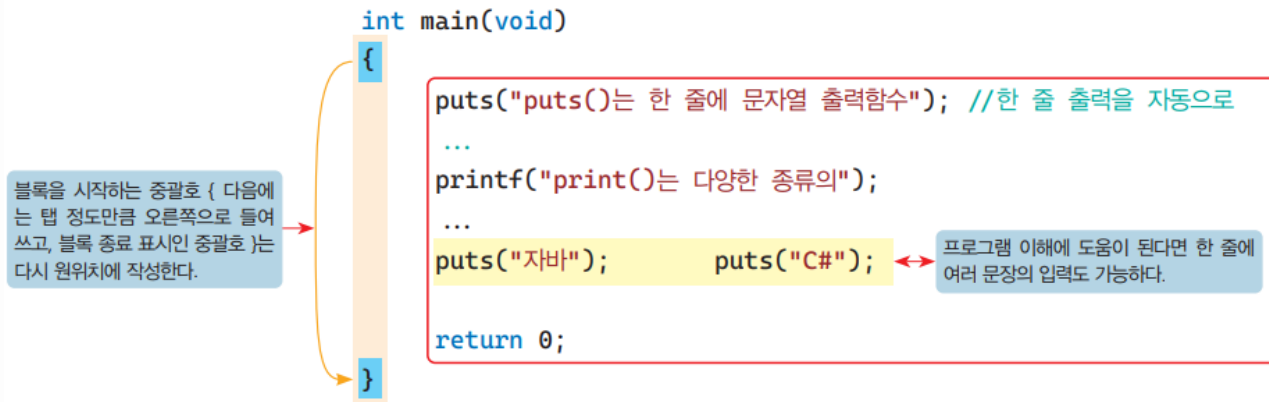 int main(void)
{
puts("puts()는 한 줄에 문자열 출력함수"); //한 줄 출력을 자동으로
...
printf("print()는 다양한 종류의");
...
puts("자바"); puts("C#");
return 0;
}
블록을 시작하는 중괄호 { 다음에
는 탭 정도만큼 오른쪽으로 들여
쓰고, 블록 종료 표시인 중괄호 }는
다시 원위치에 작성한다.
프로그램 이해에 도움이 된다면 한 줄에
여러 문장의 입력도 가능하다.